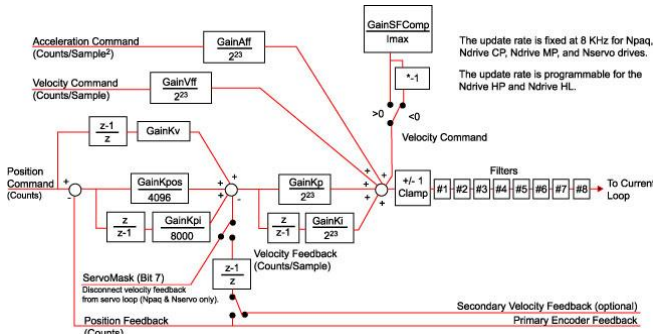 GainSFComp
Imax
The update rate is fixed at 8 KHz for Npaq,
Ndrive CP, Ndrive MP, and Nservo drives.
The update rate is programmable for the
Ndrive HP and Ndrive HL.
Acceleration Command
(Counts/Sample²)
GainAff
2²³
*-1
Velocity Command
(Counts/Sample)
GainVff
2²³
>0
<0
Velocity Command
z-1
z
GainKv
Position
Command
(Counts)
+
-
GainKpos
4096
+
+
+
-
GainKp
2²³
+
+
+
+
+
+/- 1
Clamp
Filters
#1
#2
#3
#4
#5
#6
#7
#8
To Current
Loop
z
z-1
GainKpi
8000
z
z-1
GainKi
2²³
Velocity Feedback
(Counts/Sample)
ServoMask (Bit 7)
Disconnect velocity feedback
from servo loop (Npaq & Nservo only).
z-1
z
Secondary Velocity Feedback (optional)
Position Feedback
(Counts)
Primary Encoder Feedback